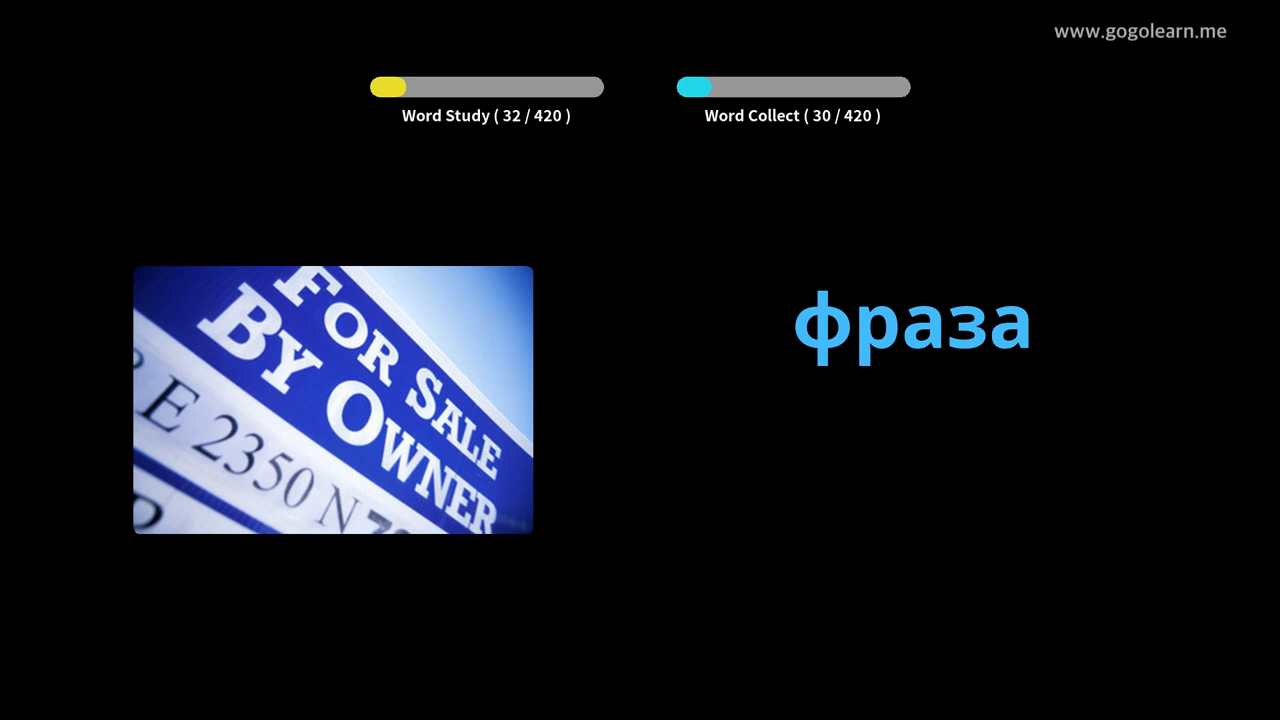 www.gogolearn.me
Word Study ( 32 / 420 )
Word Collect ( 30 / 420 )
FOR SALE
BY OWNER
E 2350 N
фраза